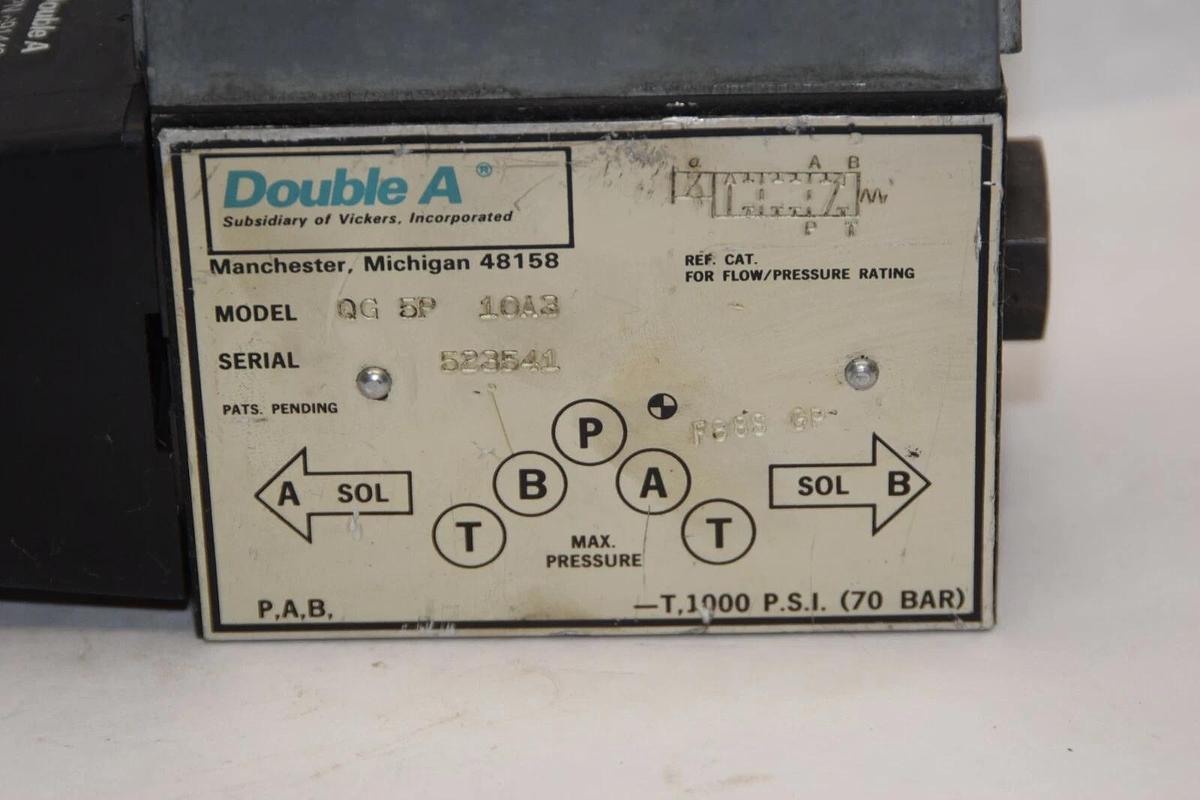 Double A
Double A ®
Subsidiary of Vickers, Incorporated
Manchester, Michigan 48158
a A B
P T
REF. CAT.
FOR FLOW/PRESSURE RATING
MODEL QG 5P 10A3
SERIAL 523541
PATS. PENDING
P
B A
T T
A SOL
SOL B
MAX.
PRESSURE
P,A,B,
—T,1000 P.S.I. (70 BAR)